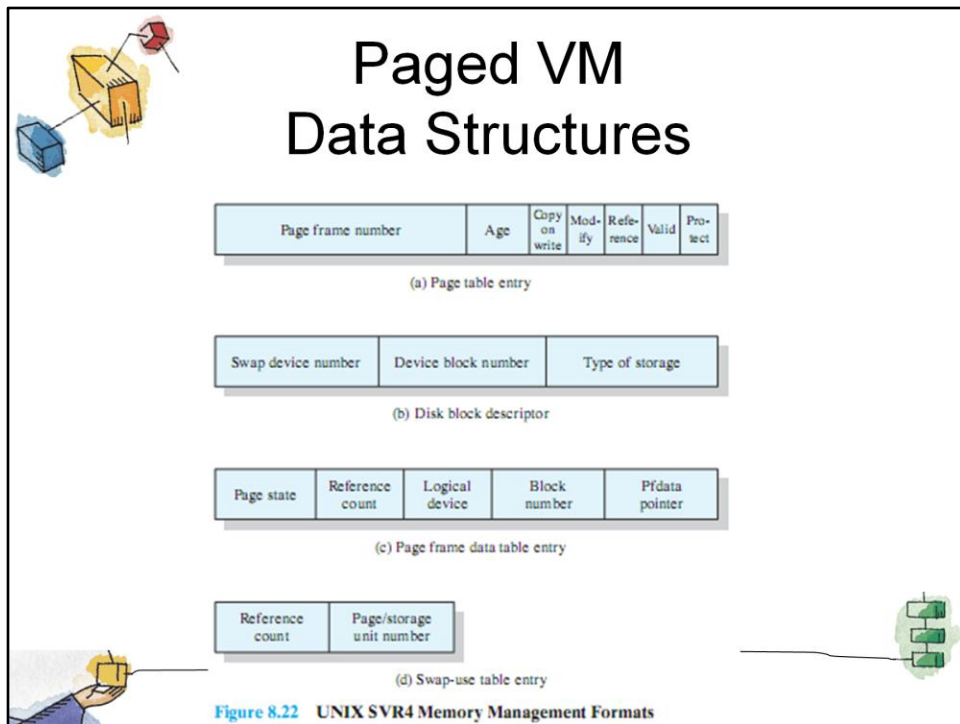 Paged VM
Data Structures
Page frame number
Age
Copy
on
write
Mod-
ify
Refe-
rence
Valid
Pro-
tect
(a) Page table entry
Swap device number
Device block number
Type of storage
(b) Disk block descriptor
Page state
Reference
count
Logical
device
Block
number
Pfdata
pointer
(c) Page frame data table entry
Reference
count
Page/storage
unit number
(d) Swap-use table entry
Figure 8.22 UNIX SVR4 Memory Management Formats